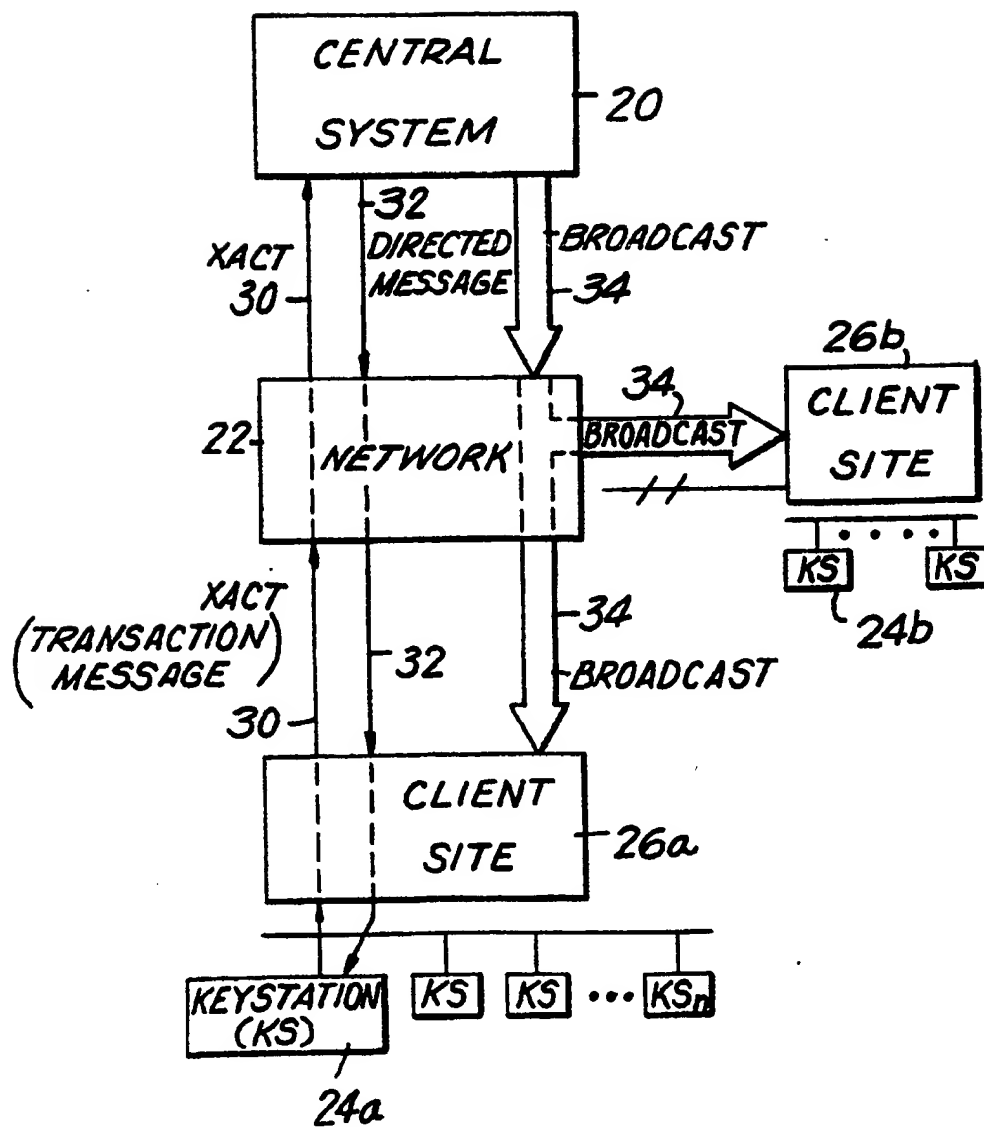 CENTRAL
SYSTEM
20
32
DIRECTED
MESSAGE
XACT
30
BROADCAST
34
26b
34
BROADCAST
CLIENT
SITE
22
NETWORK
KS
KS
24b
XACT
(TRANSACTION
MESSAGE)
30
32
34
BROADCAST
CLIENT
SITE
26a
KEYSTATION
(KS)
KS
KS
KSn
24a